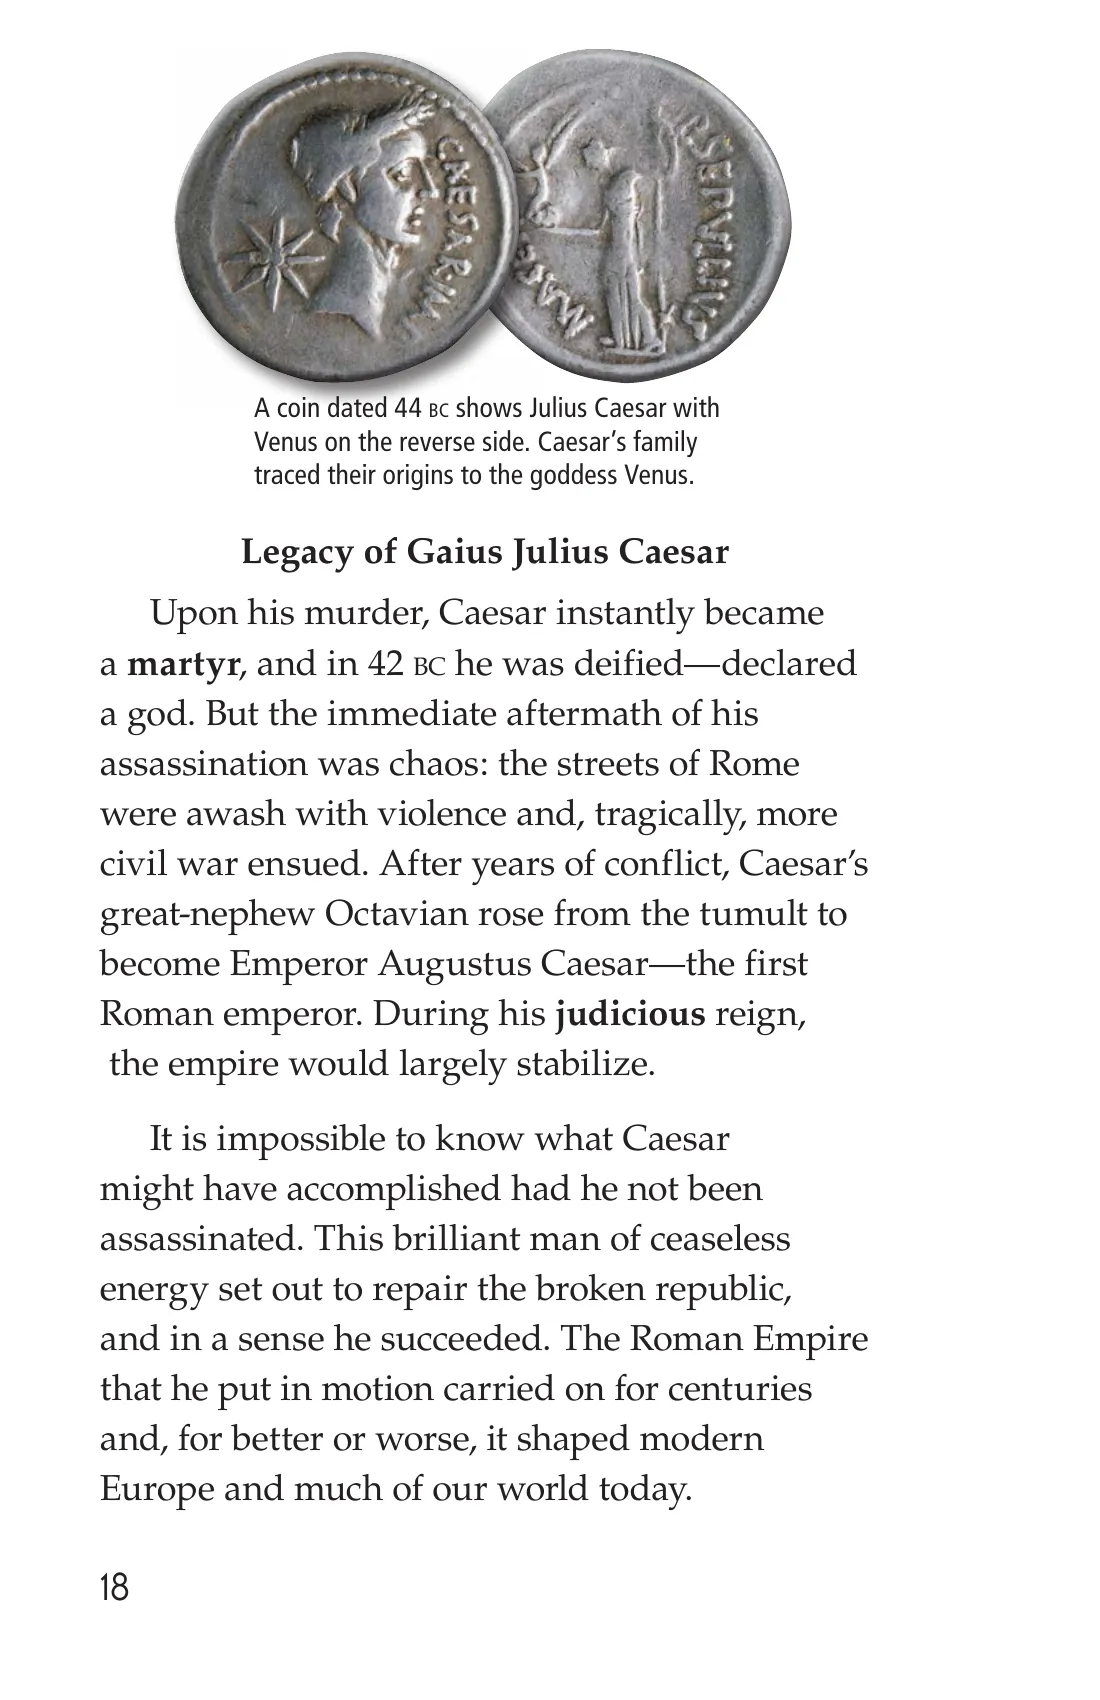 CAESAR·IM
P·SEPVLLIVS
MAC
A coin dated 44 BC shows Julius Caesar with
Venus on the reverse side. Caesar’s family
traced their origins to the goddess Venus.
Legacy of Gaius Julius Caesar
Upon his murder, Caesar instantly became
a martyr, and in 42 BC he was deified—declared
a god. But the immediate aftermath of his
assassination was chaos: the streets of Rome
were awash with violence and, tragically, more
civil war ensued. After years of conflict, Caesar’s
great-nephew Octavian rose from the tumult to
become Emperor Augustus Caesar—the first
Roman emperor. During his judicious reign,
the empire would largely stabilize.
It is impossible to know what Caesar
might have accomplished had he not been
assassinated. This brilliant man of ceaseless
energy set out to repair the broken republic,
and in a sense he succeeded. The Roman Empire
that he put in motion carried on for centuries
and, for better or worse, it shaped modern
Europe and much of our world today.
18